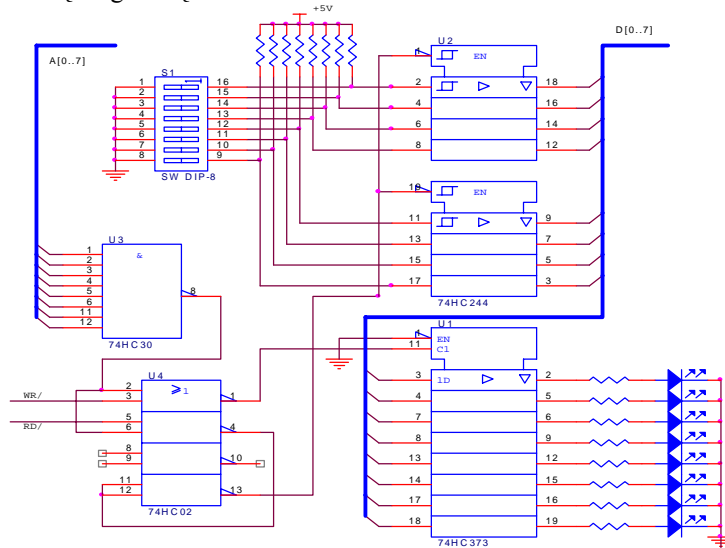 +5V
A[0..7]
D[0..7]
S1
1 16
2 15
3 14
4 13
5 12
6 11
7 10
8 9
SW DIP-8
U2
1 EN
2 18
4 16
6 14
8 12
19 EN
11 9
13 7
15 5
17 3
74HC244
U3
&
1
2
3
4
5
6
11
12
8
74HC30
U1
1 EN
11 C1
3 1D 2
4 5
7 6
8 9
13 12
14 15
17 16
18 19
74HC373
U4
≥1
WR/
RD/
2
3 1
5
6 4
8
9 10
11
12 13
74HC02